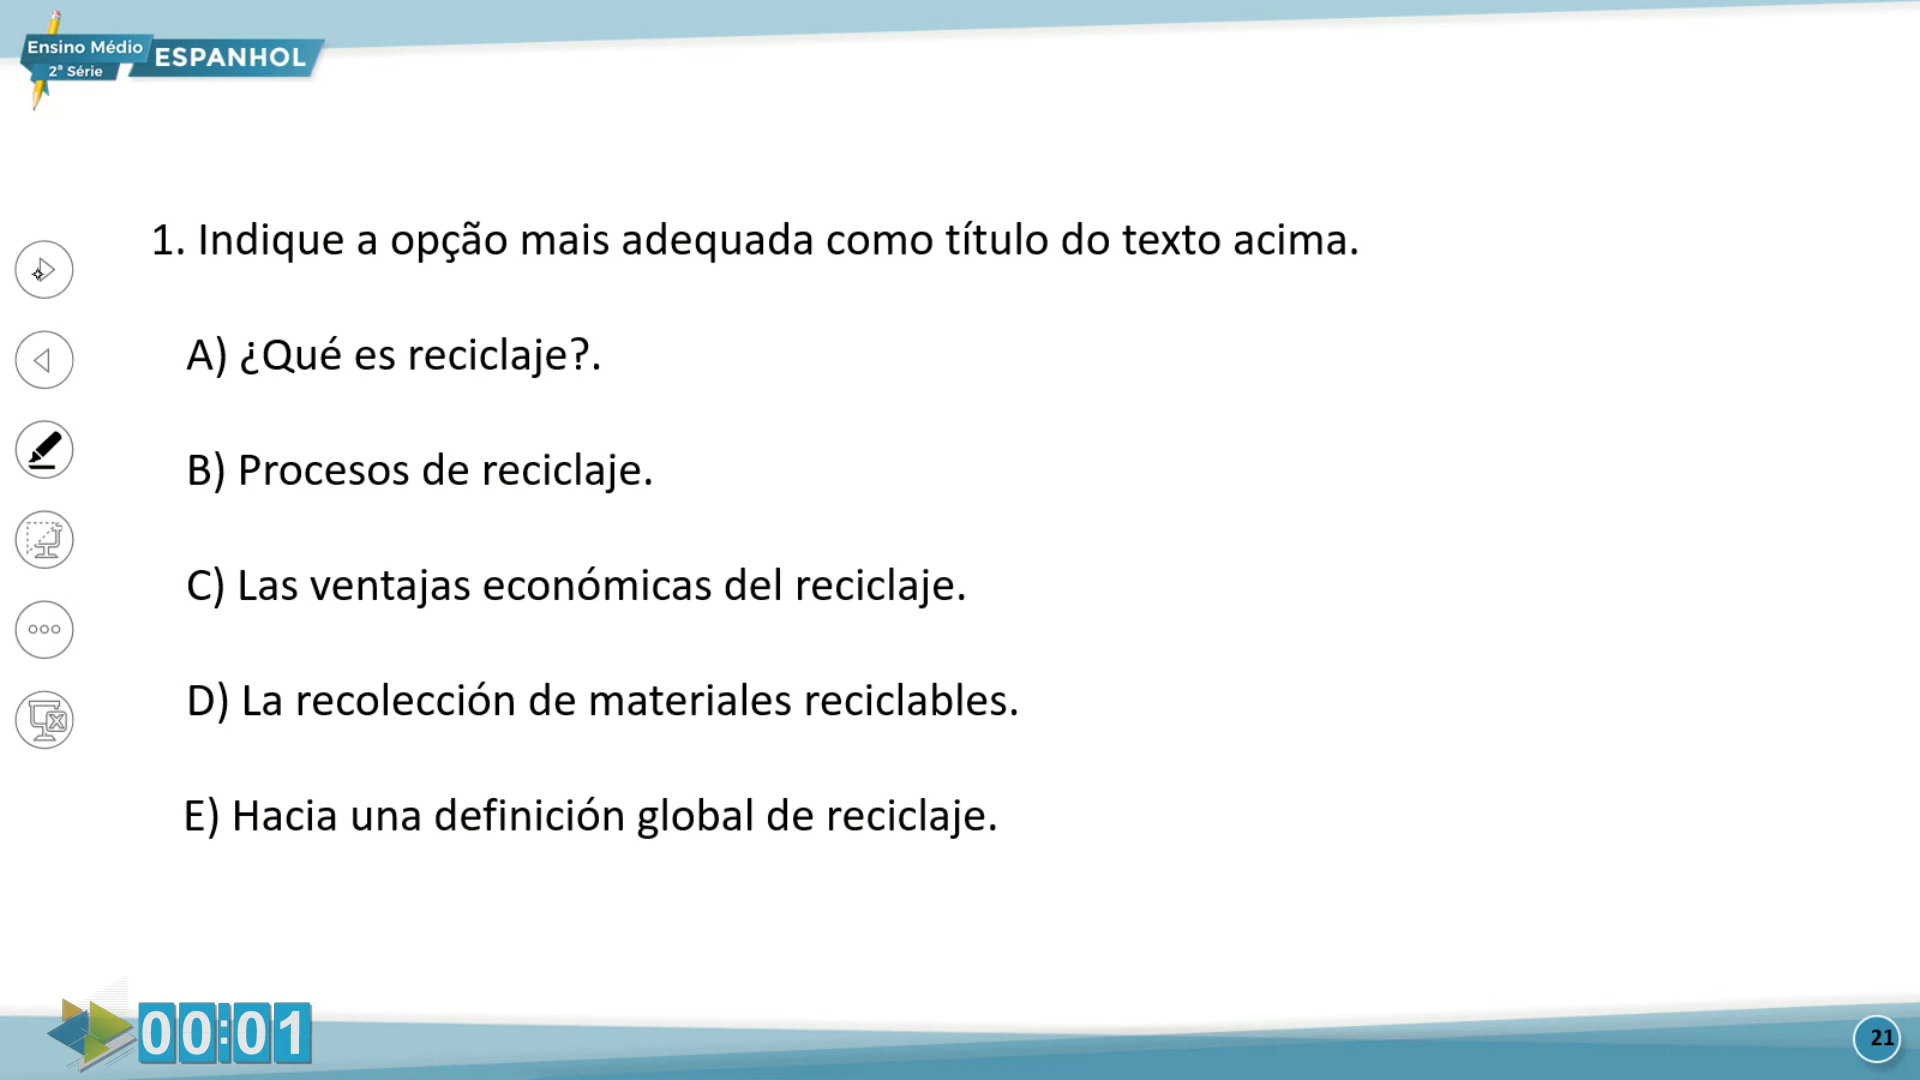 Ensino Médio
2ª Série
ESPANHOL
1. Indique a opção mais adequada como título do texto acima.
A) ¿Qué es reciclaje?.
B) Procesos de reciclaje.
C) Las ventajas económicas del reciclaje.
D) La recolección de materiales reciclables.
E) Hacia una definición global de reciclaje.
00:01
21